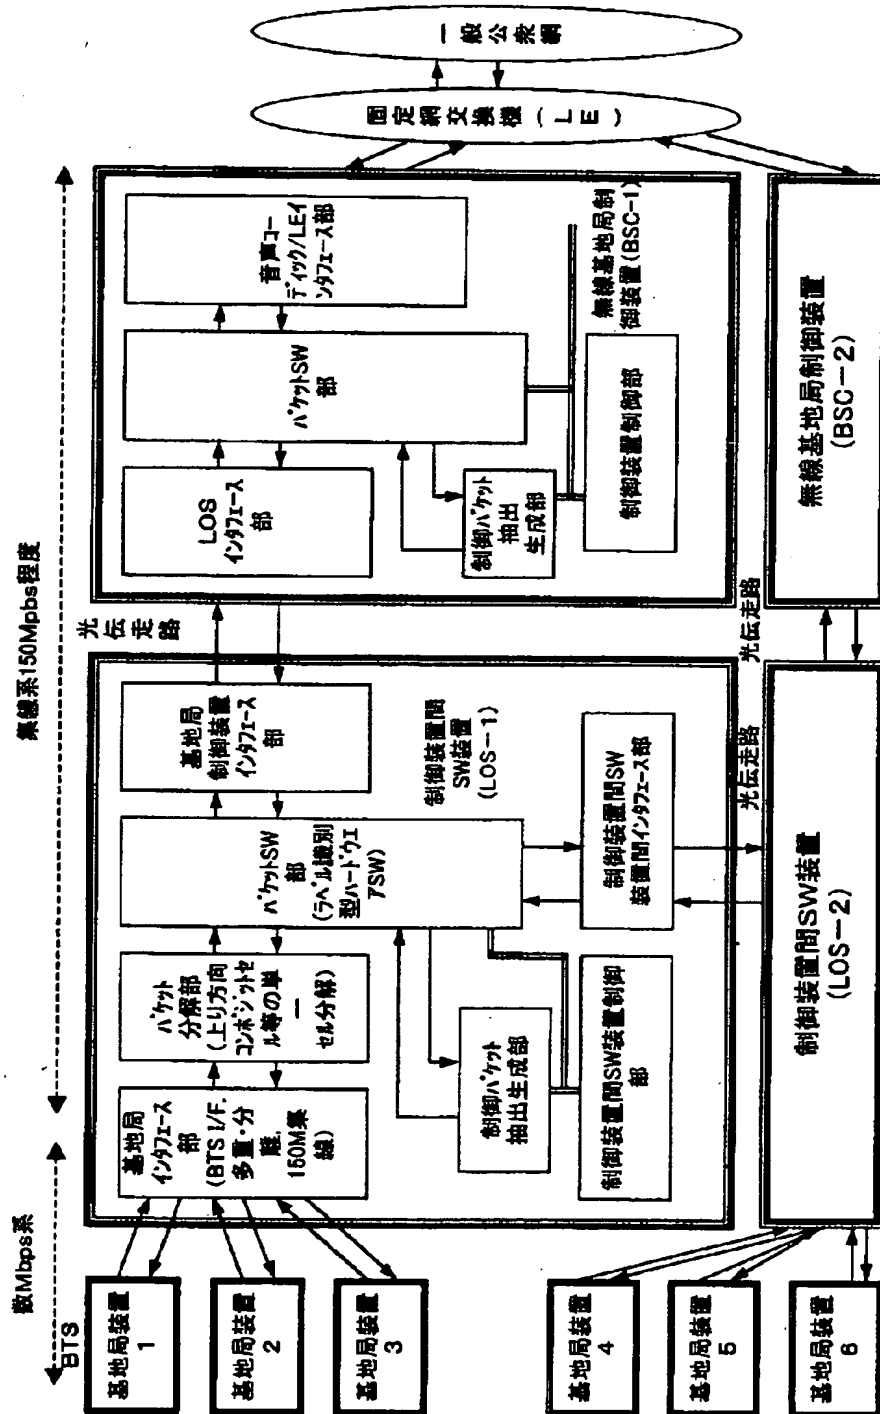 数Mbps系
集線系150Mpbs程度
BTS
基地局装置
1
基地局装置
2
基地局装置
3
基地局装置
4
基地局装置
5
基地局装置
6
基地局
インタフェース
部
(BTS I/F,
多重・分
離,
150M集
線)
パケット
分解部
(上り方向
コンポジットセ
ル等の単
一
セル分解)
パケットSW
部
(ラベル識別
型ハードウエ
アSW)
基地局
制御装置
インタフェース
部
制御パケット
抽出生成部
制御装置間SW装置制御
部
制御装置間
SW装置
(LOS-1)
制御装置間SW
装置間インタフェース部
光伝走路
制御装置間SW装置
(LOS-2)
光
伝
走
路
LOS
インタフェース
部
パケットSW
部
音声コー
ディック/LEイ
ンタフェース部
制御パケット
抽出
生成部
制御装置制御部
無線基地局制
御装置(BSC-1)
光伝走路
無線基地局制御装置
(BSC-2)
固定網交換機(LE)
一般公衆網